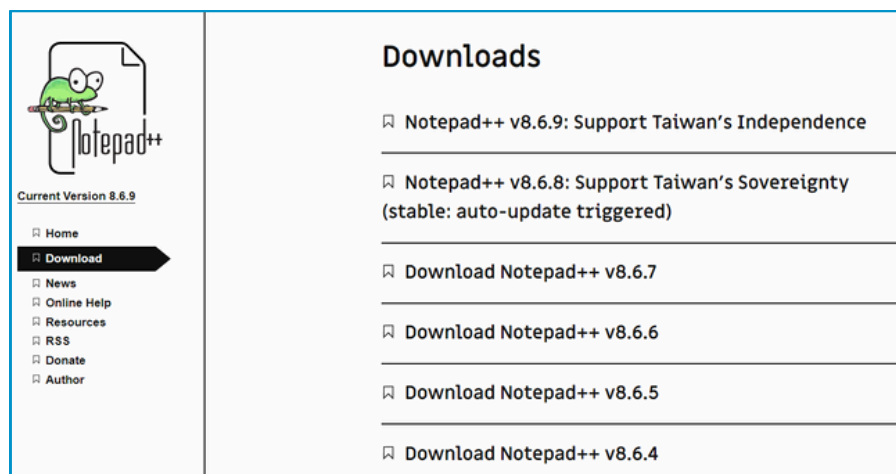 Notepad++
Current Version 8.6.9
Home
Download
News
Online Help
Resources
RSS
Donate
Author
Downloads
Notepad++ v8.6.9: Support Taiwan's Independence
Notepad++ v8.6.8: Support Taiwan's Sovereignty
(stable: auto-update triggered)
Download Notepad++ v8.6.7
Download Notepad++ v8.6.6
Download Notepad++ v8.6.5
Download Notepad++ v8.6.4